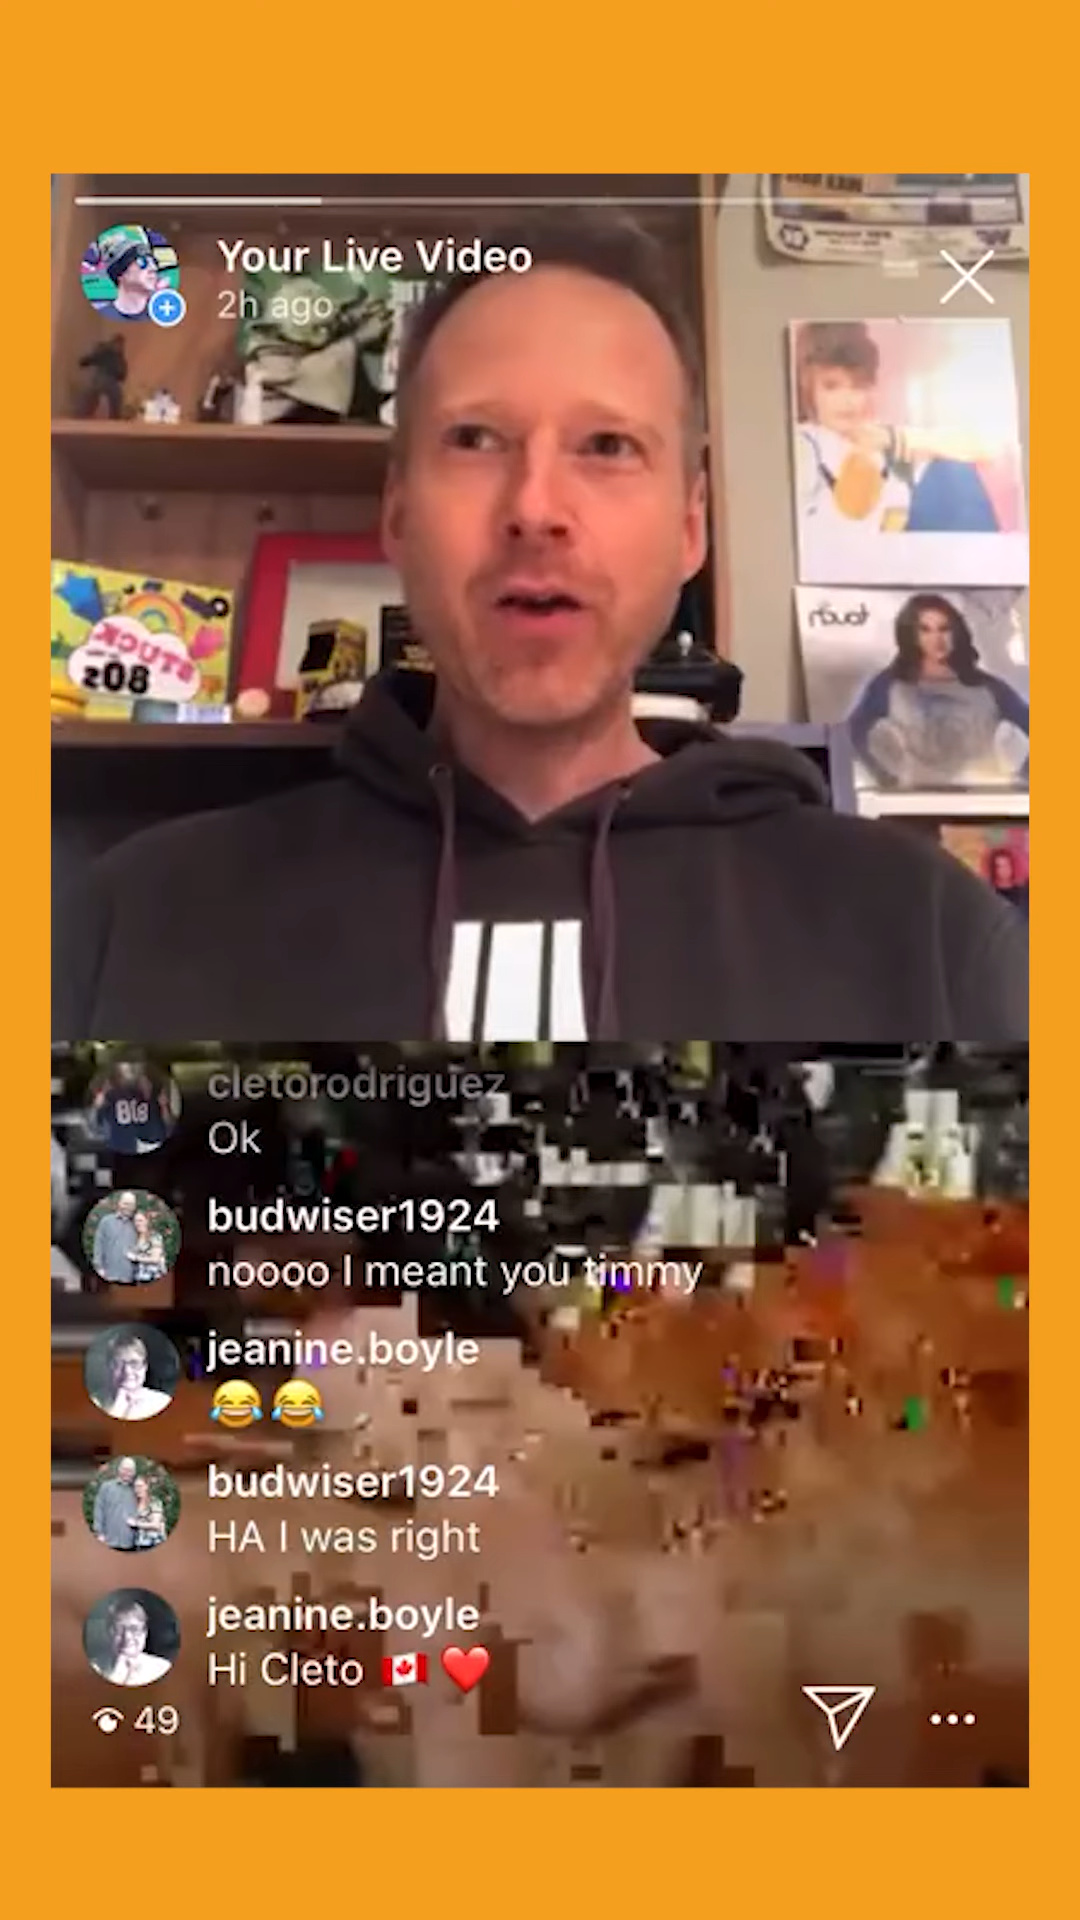 Your Live Video
2h ago
cletorodriguez
Ok
budwiser1924
noooo I meant you timmy
jeanine.boyle
😂😂
budwiser1924
HA I was right
jeanine.boyle
Hi Cleto 🇨🇦❤️
49